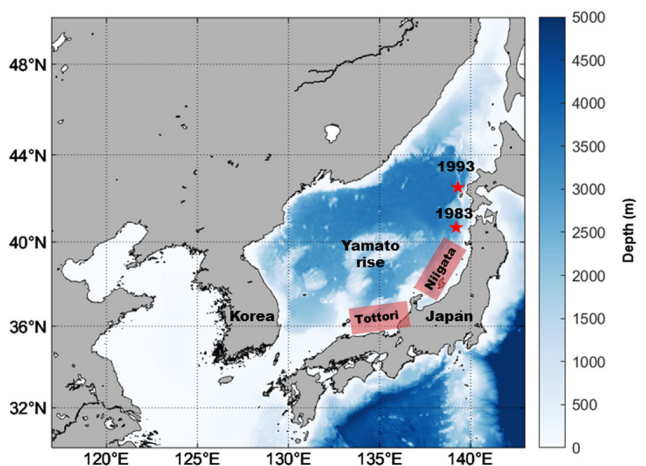 48°N
44°N
40°N
36°N
32°N
120°E
125°E
130°E
135°E
140°E
1993
1983
Yamato
rise
Niigata
Tottori
Korea
Japan
5000
4500
4000
3500
3000
2500
2000
1500
1000
500
0
Depth (m)